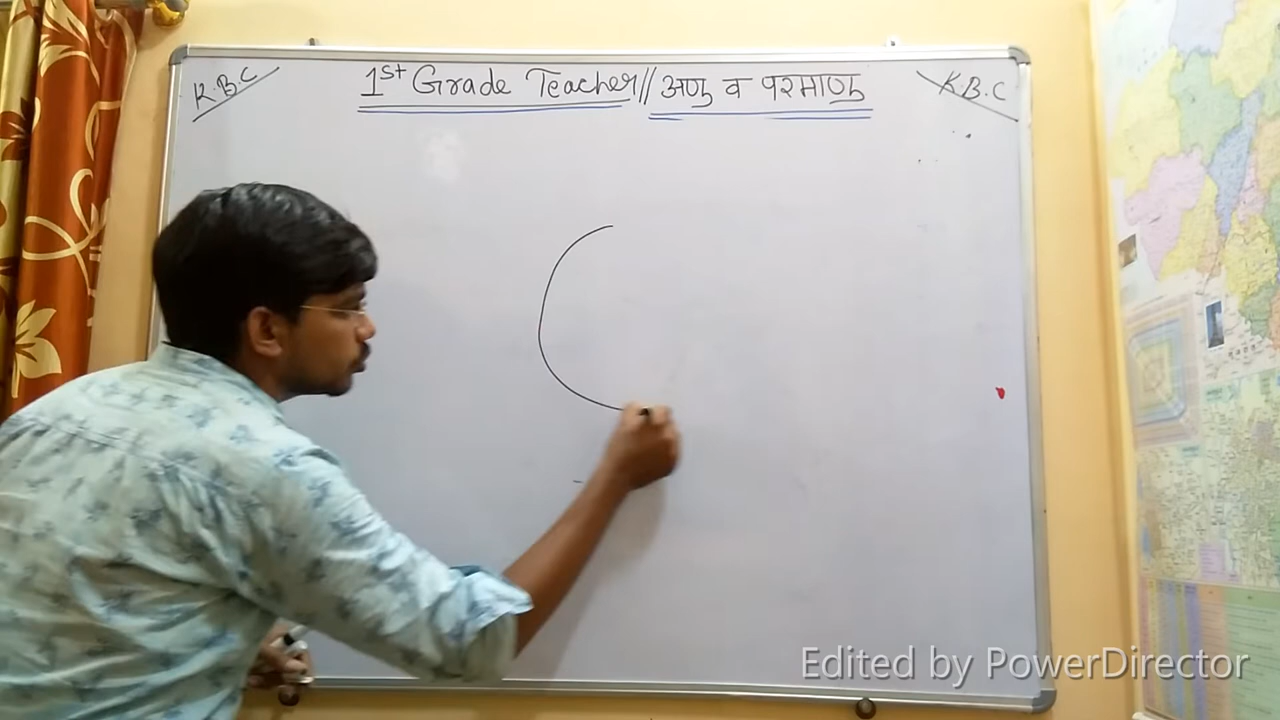 K.B.C
1st Grade Teacher // अणु व परमाणु
K.B.C
Edited by PowerDirector